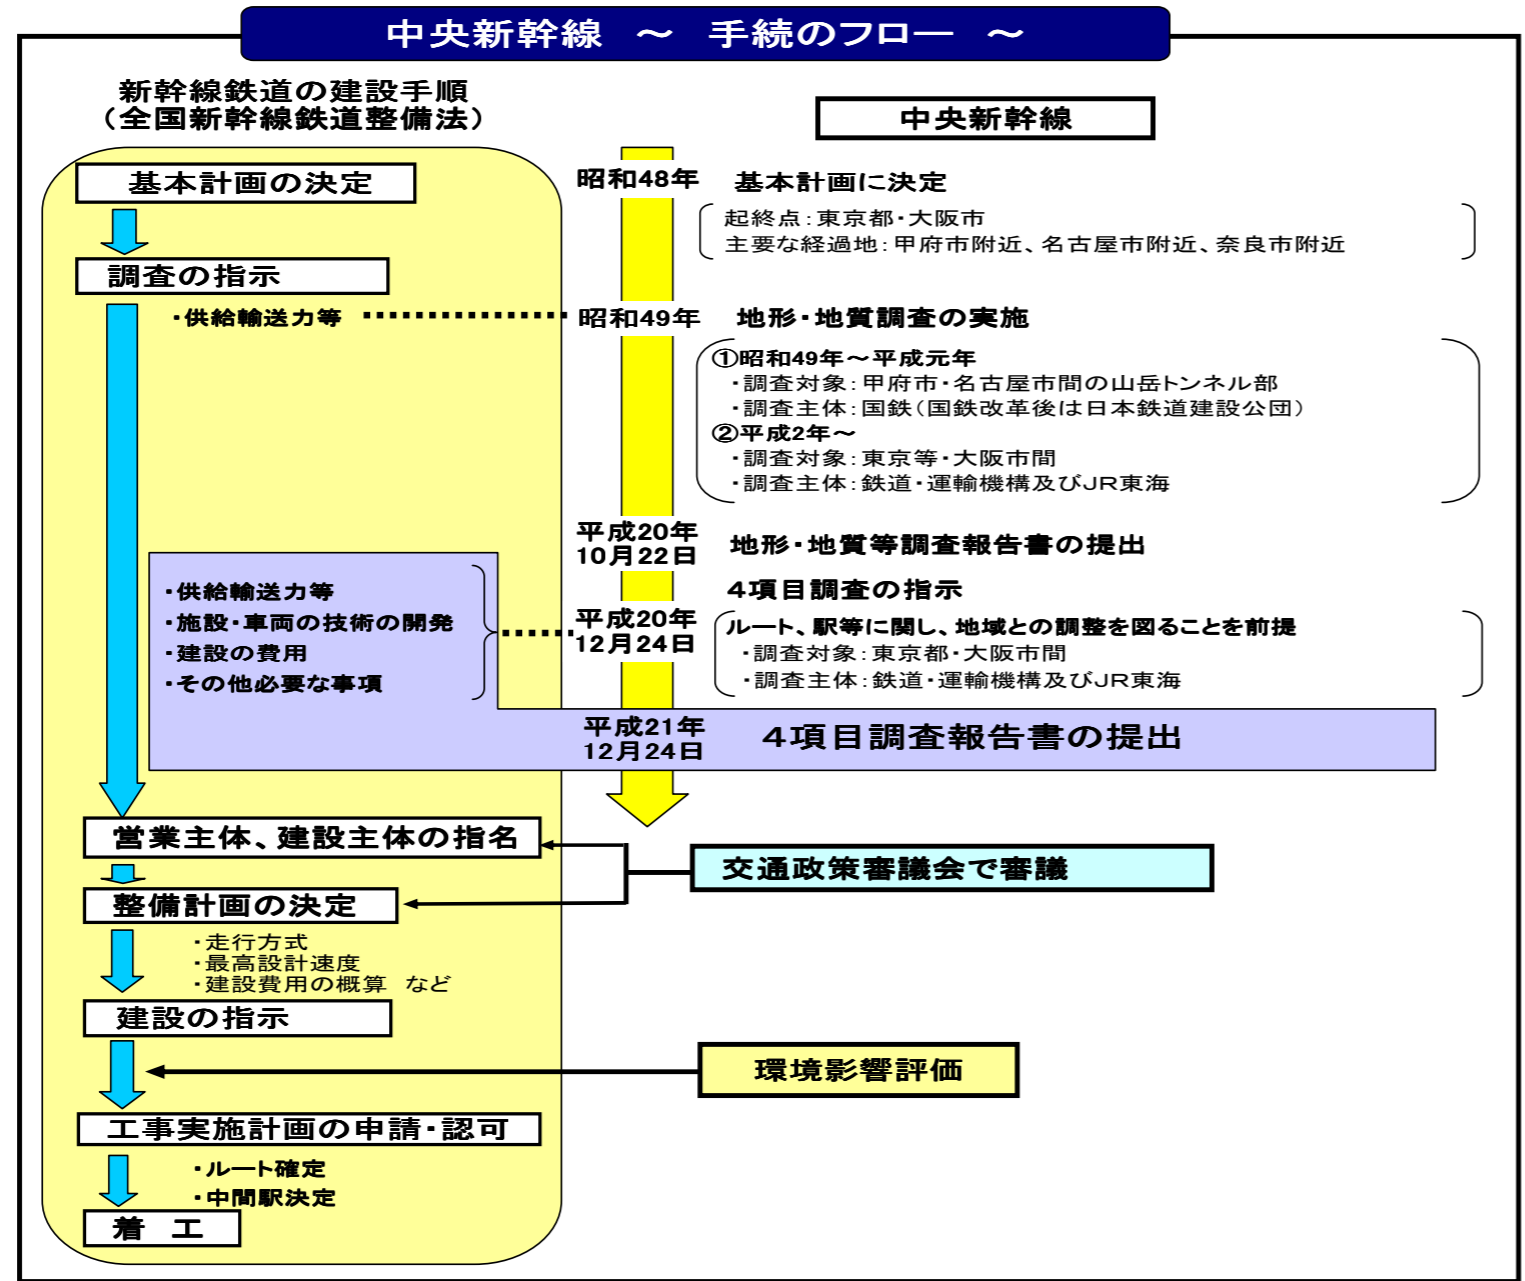 中央新幹線　～　手続のフロー　～
新幹線鉄道の建設手順
（全国新幹線鉄道整備法）
基本計画の決定
調査の指示
・供給輸送力等
・供給輸送力等
・施設・車両の技術の開発
・建設の費用
・その他必要な事項
営業主体、建設主体の指名
整備計画の決定
・走行方式
・最高設計速度
・建設費用の概算　など
建設の指示
工事実施計画の申請・認可
・ルート確定
・中間駅決定
着　工
中央新幹線
昭和48年　基本計画に決定
起終点：東京都・大阪市
主要な経過地：甲府市附近、名古屋市附近、奈良市附近
昭和49年　地形・地質調査の実施
①昭和49年～平成元年
・調査対象：甲府市・名古屋市間の山岳トンネル部
・調査主体：国鉄（国鉄改革後は日本鉄道建設公団）
②平成2年～
・調査対象：東京等・大阪市間
・調査主体：鉄道・運輸機構及びJR東海
平成20年
10月22日
地形・地質等調査報告書の提出
4項目調査の指示
平成20年
12月24日
ルート、駅等に関し、地域との調整を図ることを前提
・調査対象：東京都・大阪市間
・調査主体：鉄道・運輸機構及びJR東海
平成21年
12月24日
4項目調査報告書の提出
交通政策審議会で審議
環境影響評価